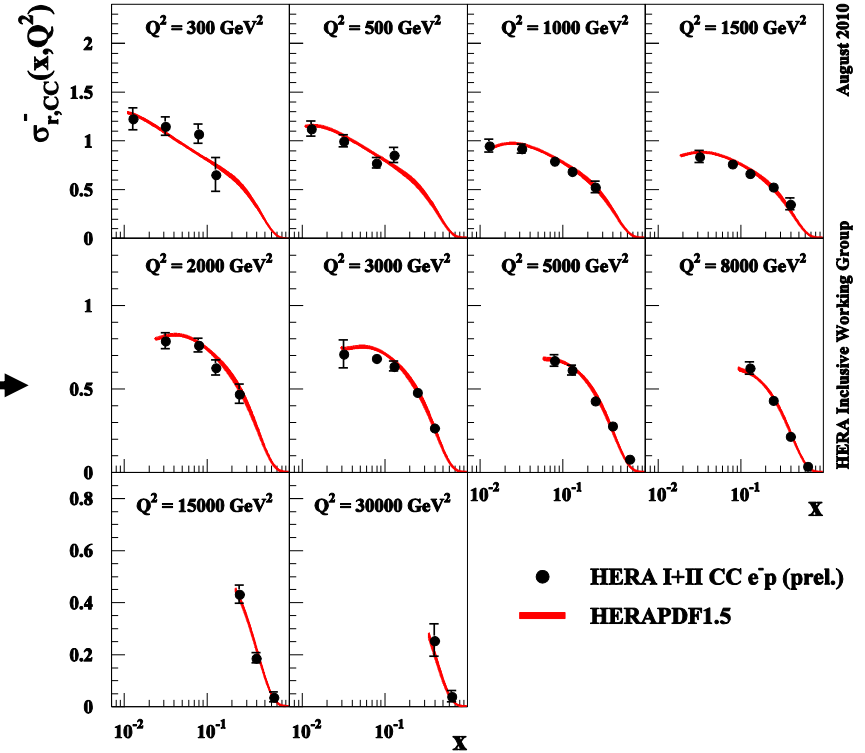 σ⁻r,CC(x,Q²)
Q² = 300 GeV²
Q² = 500 GeV²
Q² = 1000 GeV²
Q² = 1500 GeV²
2
1.5
1
0.5
0
Q² = 2000 GeV²
Q² = 3000 GeV²
Q² = 5000 GeV²
Q² = 8000 GeV²
1
0.5
0
10⁻² 10⁻¹ 10⁻² 10⁻¹
x
Q² = 15000 GeV²
Q² = 30000 GeV²
0.8
0.6
0.4
0.2
0
10⁻² 10⁻¹ 10⁻² 10⁻¹
x
HERA I+II CC e⁻p (prel.)
HERAPDF1.5
August 2010
HERA Inclusive Working Group